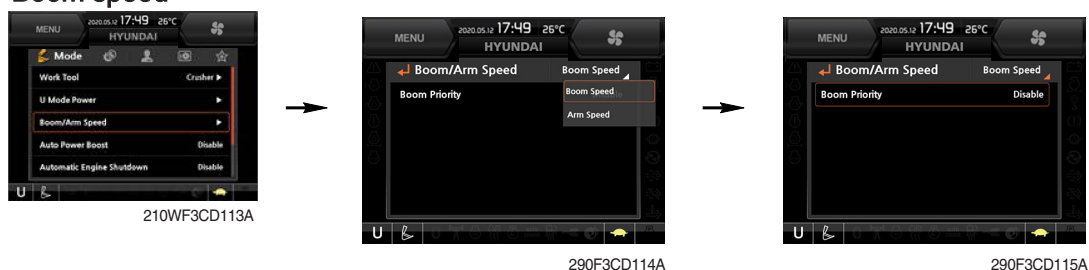 Boom speed
MENU
2020.05.12 17:49 26°C
HYUNDAI
Mode
Work Tool
Crusher ▶
U Mode Power
▶
Boom/Arm Speed
▶
Auto Power Boost
Disable
Automatic Engine Shutdown
Disable
U
210WF3CD113A
MENU
2020.05.12 17:49 26°C
HYUNDAI
Boom/Arm Speed
Boom Speed
Boom Priority
Boom Speed
Arm Speed
U
290F3CD114A
MENU
2020.05.12 17:49 26°C
HYUNDAI
Boom/Arm Speed
Boom Speed
Boom Priority
Disable
U
290F3CD115A